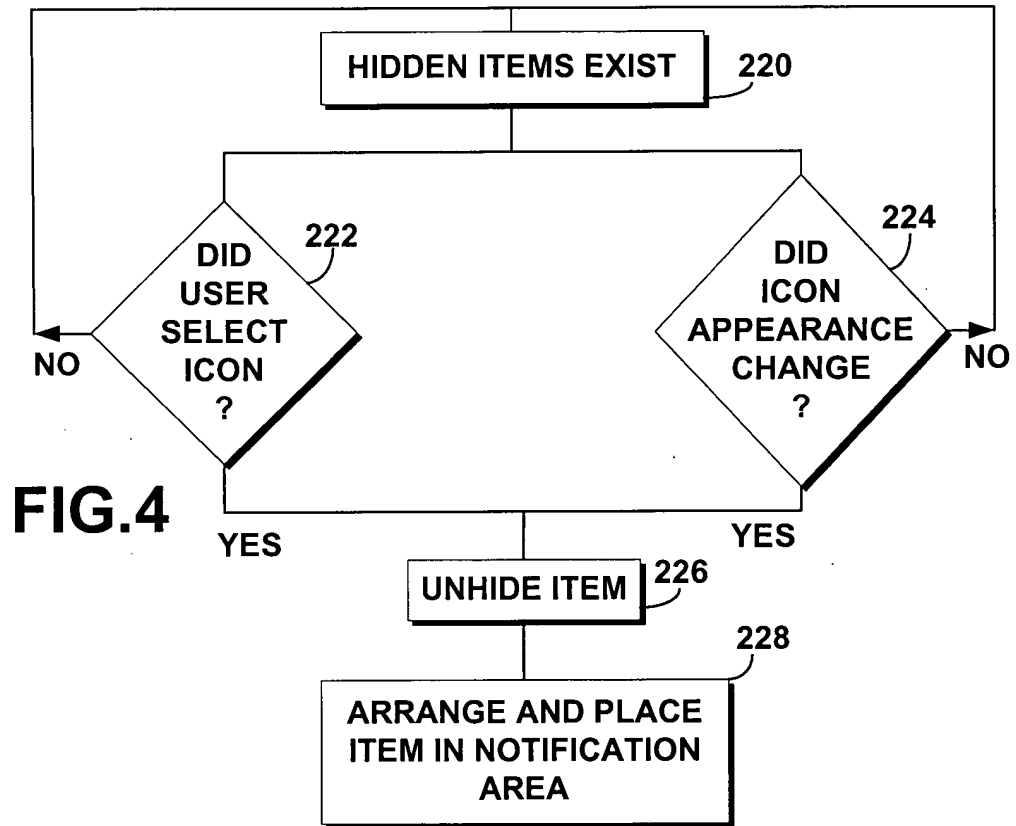 HIDDEN ITEMS EXIST
220
DID
USER
SELECT
ICON
?
222
DID
ICON
APPEARANCE
CHANGE
?
224
NO
NO
FIG.4
YES
YES
UNHIDE ITEM
226
228
ARRANGE AND PLACE
ITEM IN NOTIFICATION
AREA